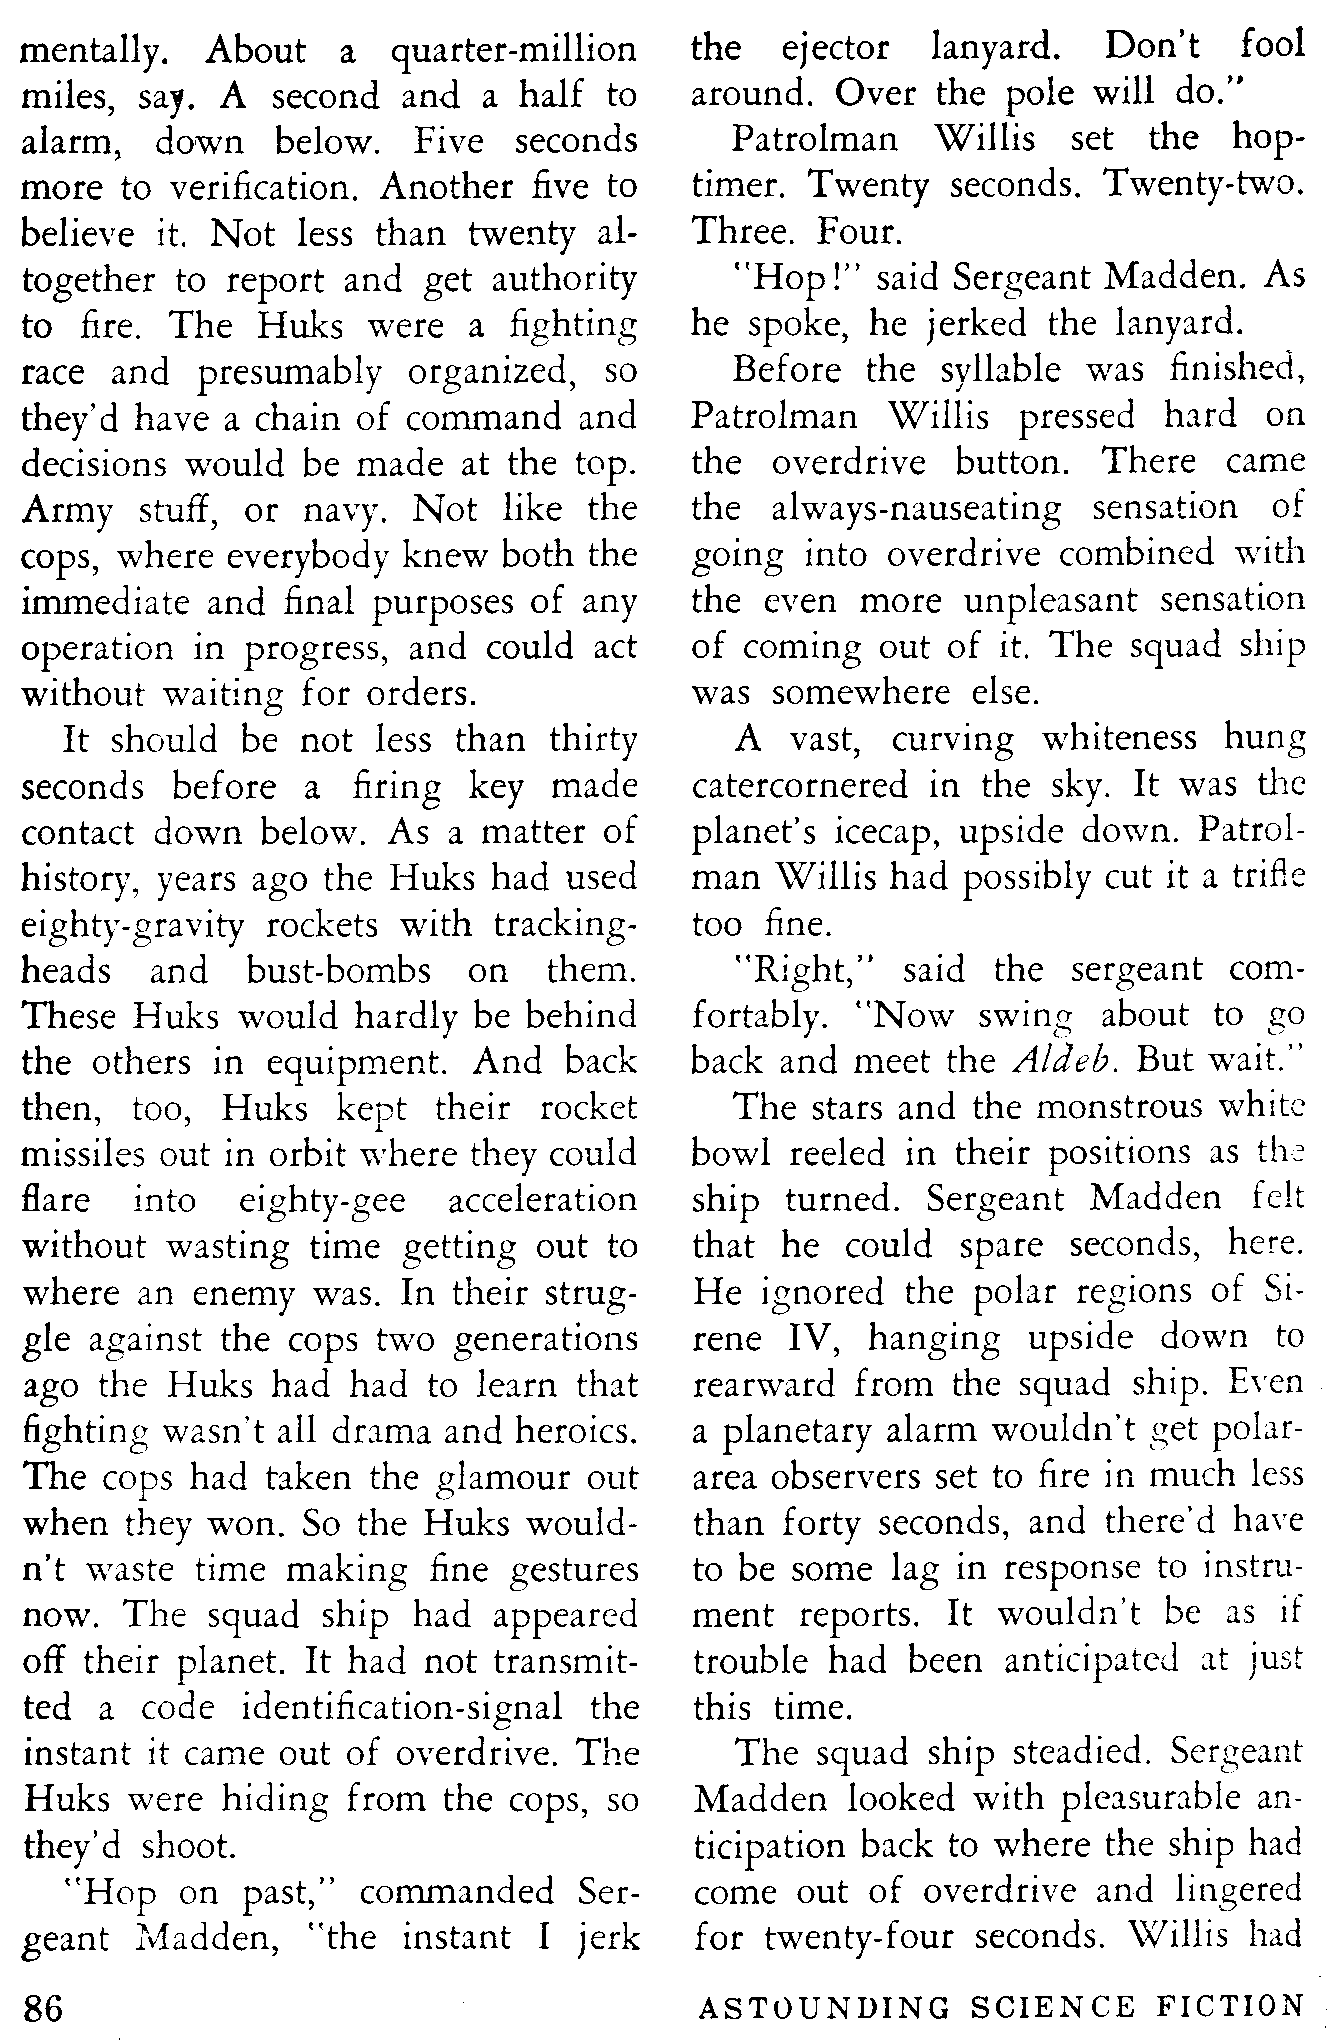 mentally. About a quarter-million
miles, say. A second and a half to
alarm, down below. Five seconds
more to verification. Another five to
believe it. Not less than twenty al-
together to report and get authority
to fire. The Huks were a fighting
race and presumably organized, so
they'd have a chain of command and
decisions would be made at the top.
Army stuff, or navy. Not like the
cops, where everybody knew both the
immediate and final purposes of any
operation in progress, and could act
without waiting for orders.
It should be not less than thirty
seconds before a firing key made
contact down below. As a matter of
history, years ago the Huks had used
eighty-gravity rockets with tracking-
heads and bust-bombs on them.
These Huks would hardly be behind
the others in equipment. And back
then, too, Huks kept their rocket
missiles out in orbit where they could
flare into eighty-gee acceleration
without wasting time getting out to
where an enemy was. In their strug-
gle against the cops two generations
ago the Huks had had to learn that
fighting wasn't all drama and heroics.
The cops had taken the glamour out
when they won. So the Huks would-
n't waste time making fine gestures
now. The squad ship had appeared
off their planet. It had not transmit-
ted a code identification-signal the
instant it came out of overdrive. The
Huks were hiding from the cops, so
they'd shoot.
"Hop on past," commanded Ser-
geant Madden, "the instant I jerk
the ejector lanyard. Don't fool
around. Over the pole will do."
Patrolman Willis set the hop-
timer. Twenty seconds. Twenty-two.
Three. Four.
"Hop!" said Sergeant Madden. As
he spoke, he jerked the lanyard.
Before the syllable was finished,
Patrolman Willis pressed hard on
the overdrive button. There came
the always-nauseating sensation of
going into overdrive combined with
the even more unpleasant sensation
of coming out of it. The squad ship
was somewhere else.
A vast, curving whiteness hung
catercornered in the sky. It was the
planet's icecap, upside down. Patrol-
man Willis had possibly cut it a trifle
too fine.
"Right," said the sergeant com-
fortably. "Now swing about to go
back and meet the Aldeb. But wait."
The stars and the monstrous white
bowl reeled in their positions as the
ship turned. Sergeant Madden felt
that he could spare seconds, here.
He ignored the polar regions of Si-
rene IV, hanging upside down to
rearward from the squad ship. Even
a planetary alarm wouldn't get polar-
area observers set to fire in much less
than forty seconds, and there'd have
to be some lag in response to instru-
ment reports. It wouldn't be as if
trouble had been anticipated at just
this time.
The squad ship steadied. Sergeant
Madden looked with pleasurable an-
ticipation back to where the ship had
come out of overdrive and lingered
for twenty-four seconds. Willis had
86
ASTOUNDING SCIENCE FICTION